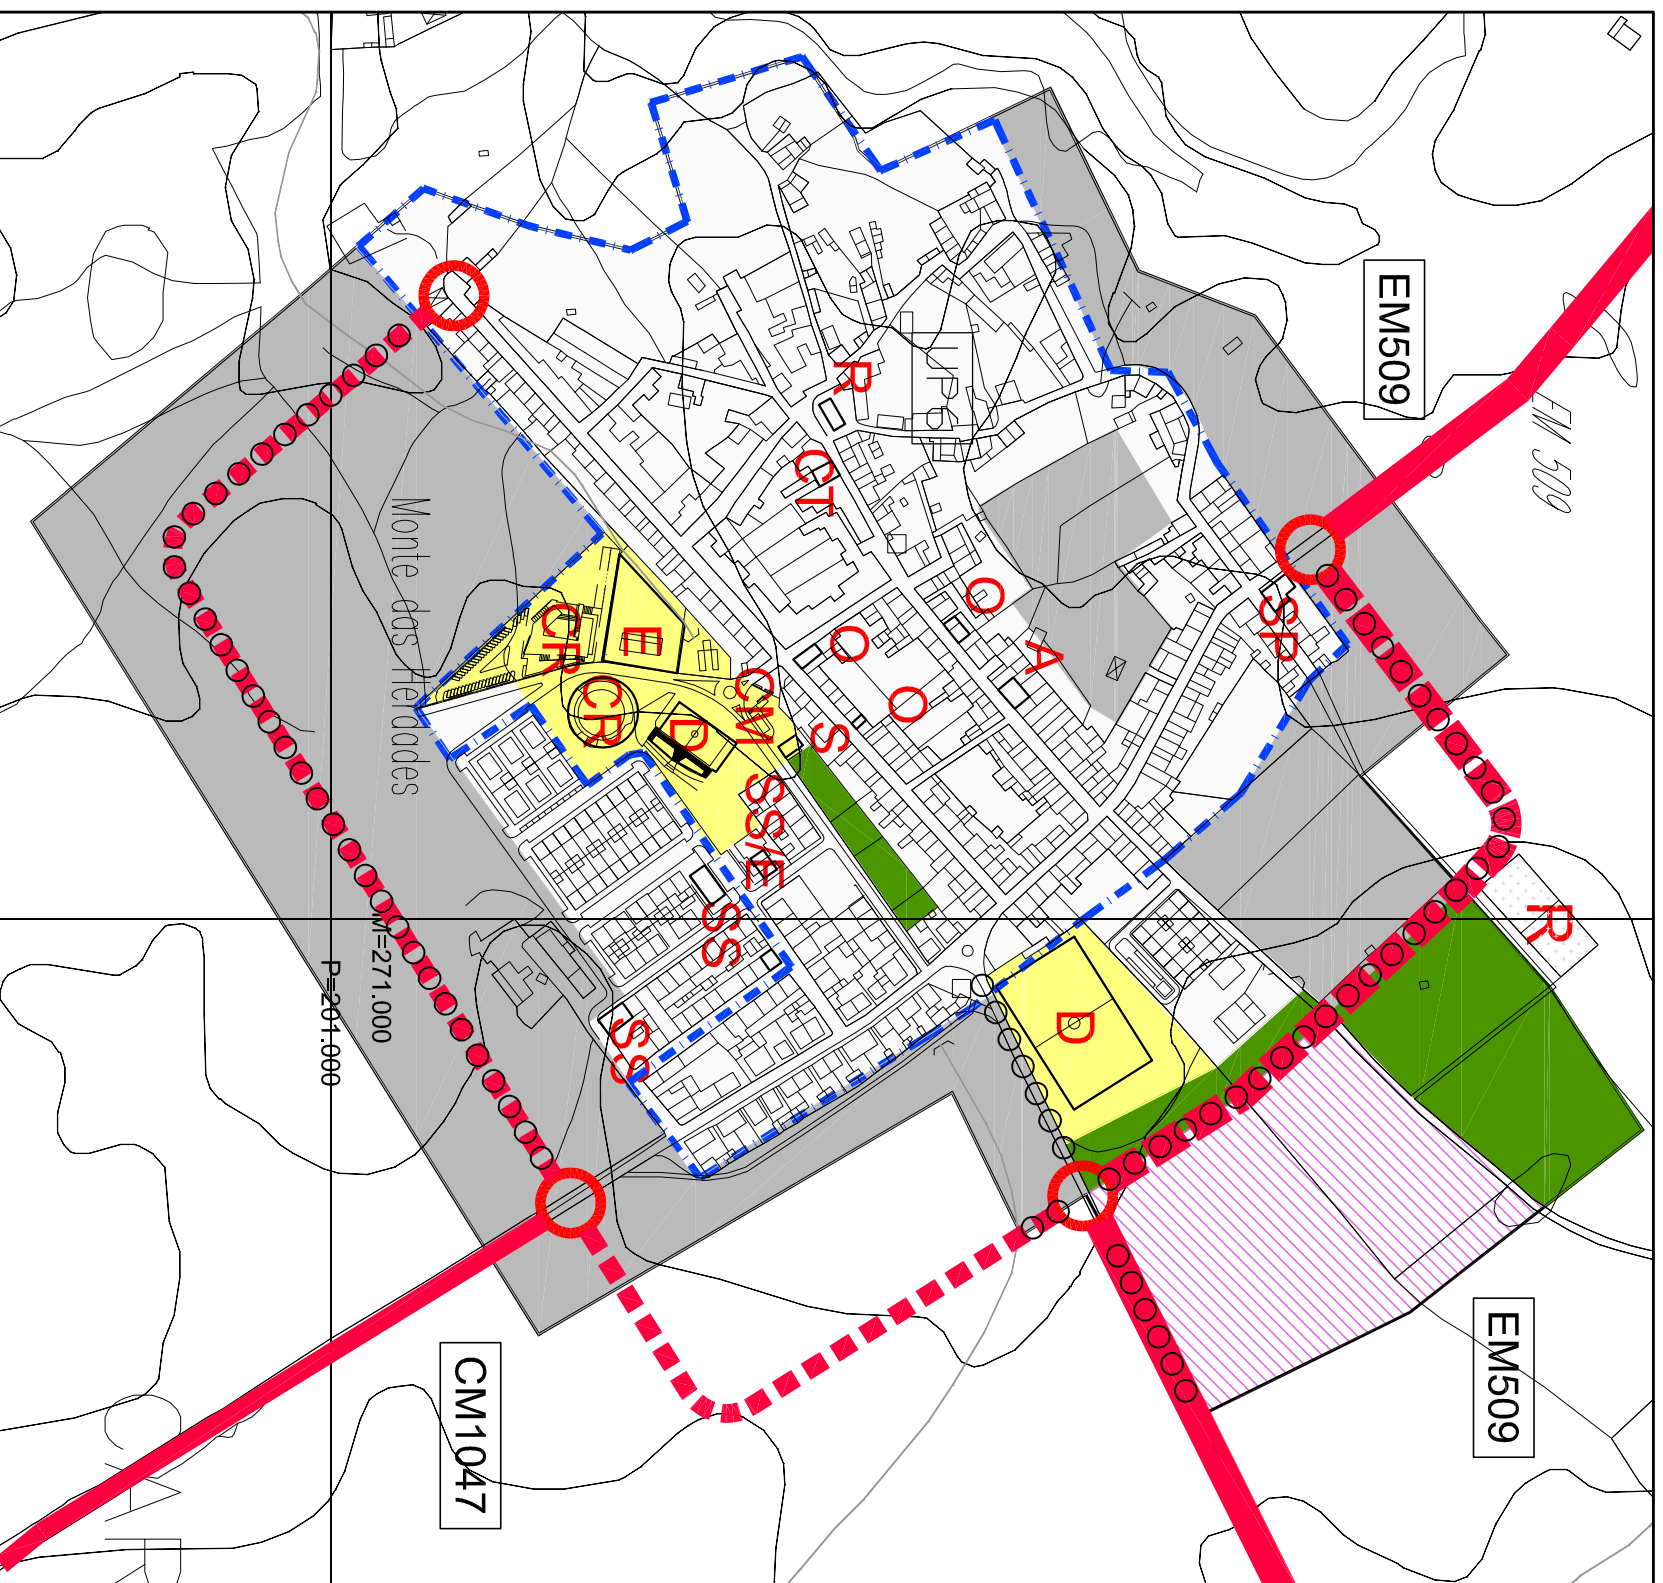 EM509
EM 509
R
CT
O
A
SP
O
O
E
CR
CR
CM
D
S
SS/E
SS
SS
R
D
Monte das Herdades
M=271.000
P=201.000
EM509
CM1047